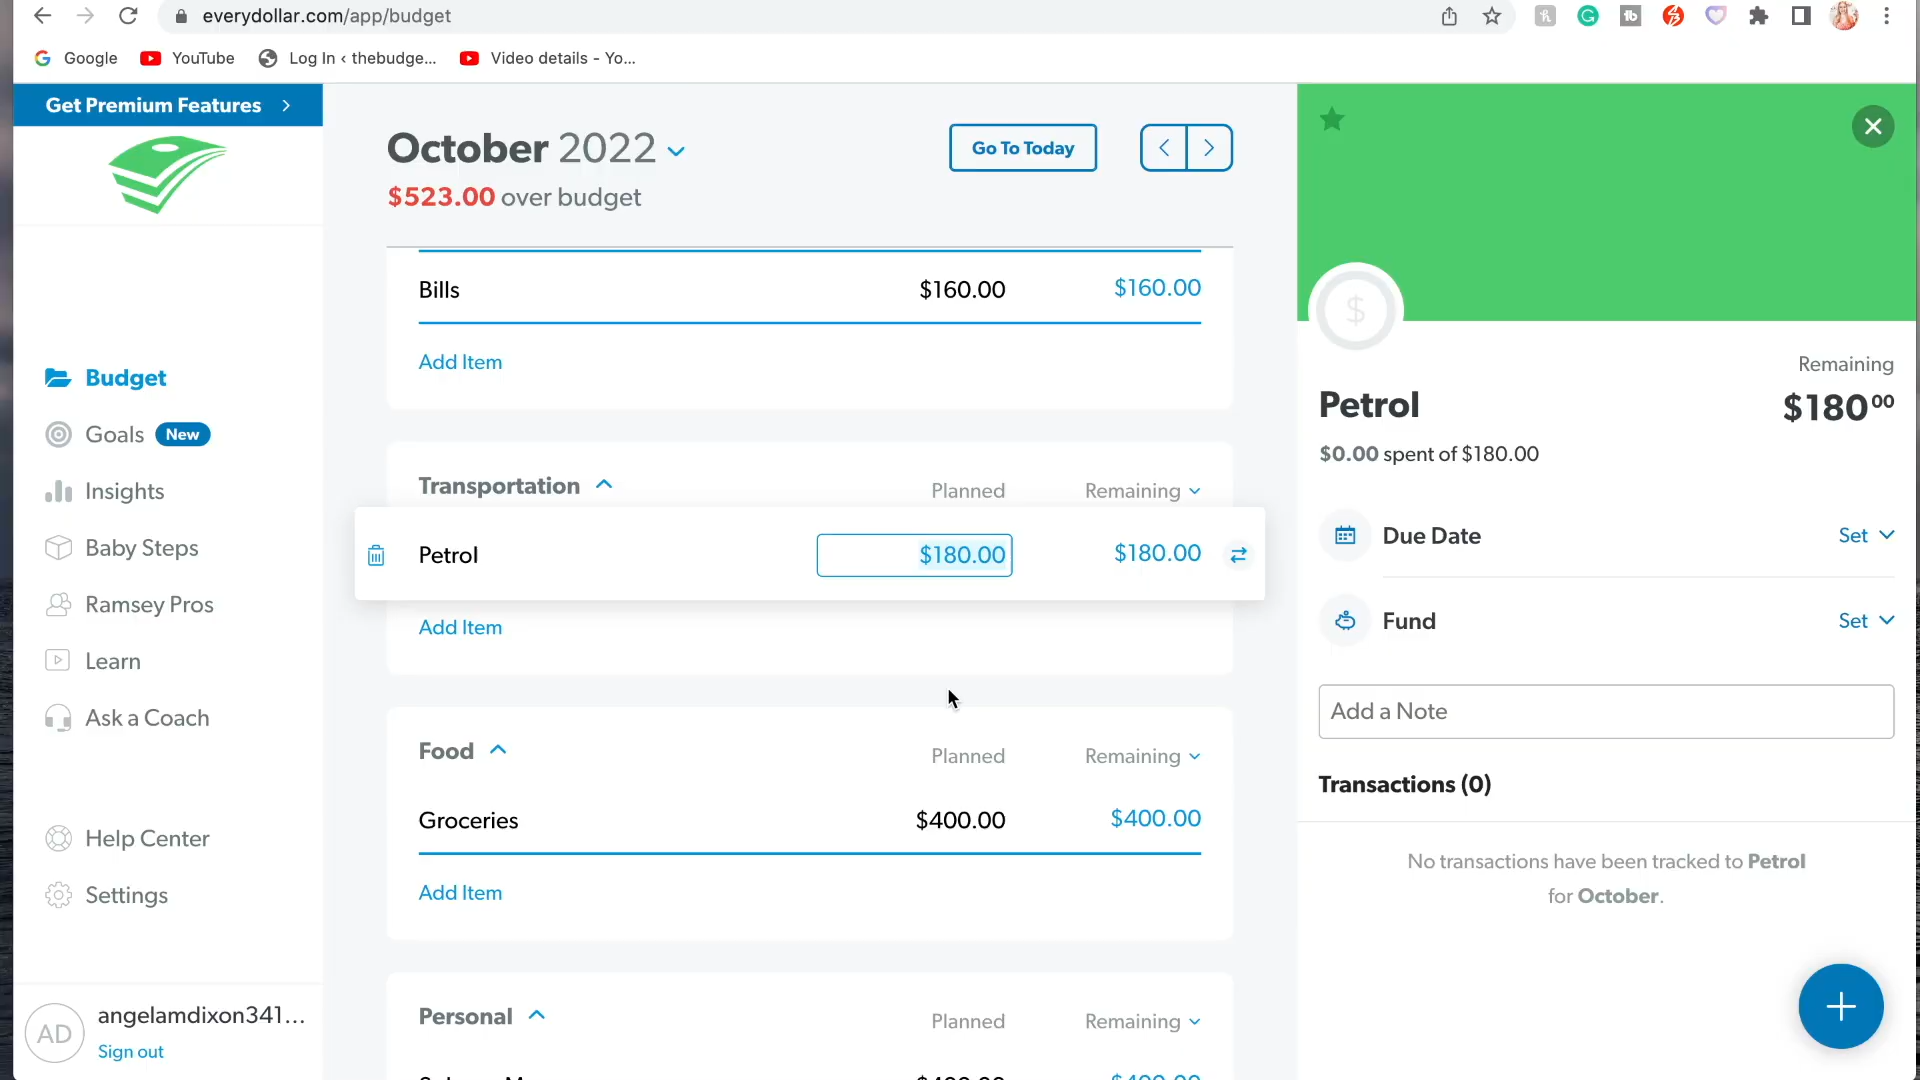 everydollar.com/app/budget
Google
YouTube
Log In ‹ thebudge...
Video details - Yo...
Get Premium Features
October 2022
Go To Today
$523.00 over budget
Bills $160.00 $160.00
Add Item
Transportation Planned Remaining
Petrol $180.00 $180.00
Add Item
Food Planned Remaining
Groceries $400.00 $400.00
Add Item
Personal Planned Remaining
Budget
Goals New
Insights
Baby Steps
Ramsey Pros
Learn
Ask a Coach
Help Center
Settings
AD
angelamdixon341...
Sign out
$
Remaining
Petrol $180⁰⁰
$0.00 spent of $180.00
Due Date Set
Fund Set
Add a Note
Transactions (0)
No transactions have been tracked to Petrol
for October.